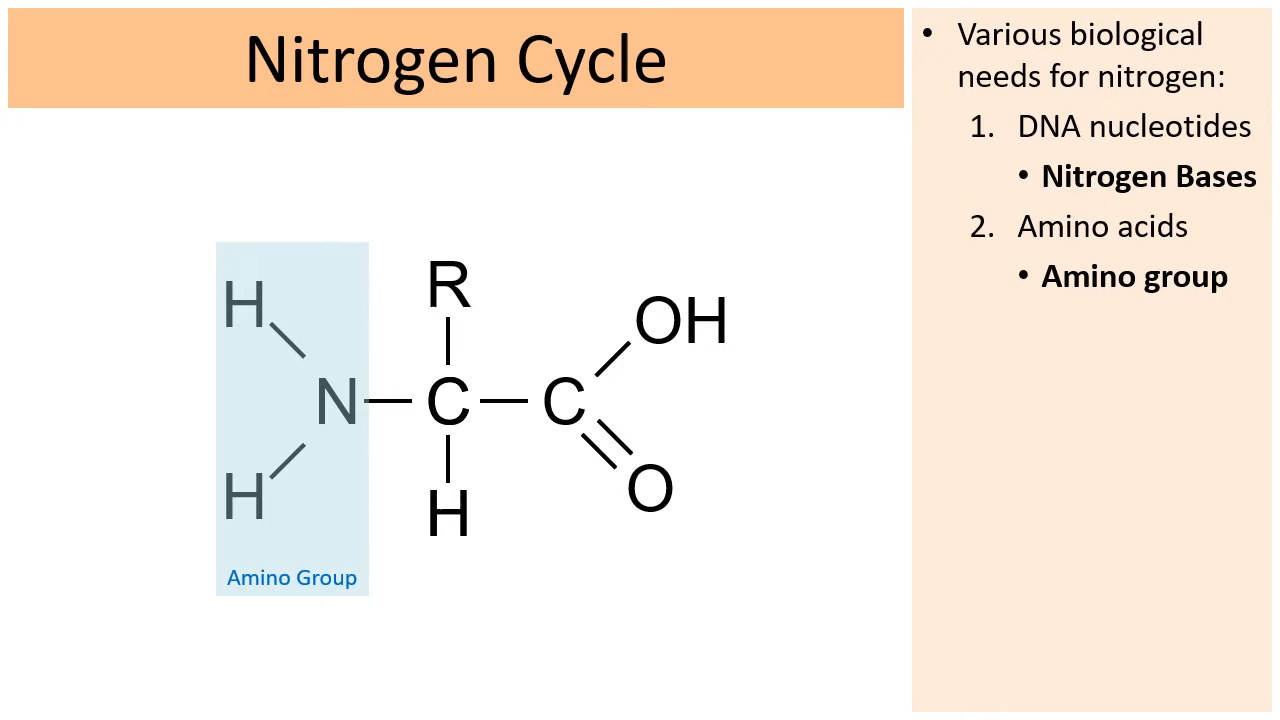 Nitrogen Cycle
• Various biological
needs for nitrogen:
1. DNA nucleotides
• Nitrogen Bases
2. Amino acids
• Amino group
R
H
OH
N C C
H
H
O
Amino Group